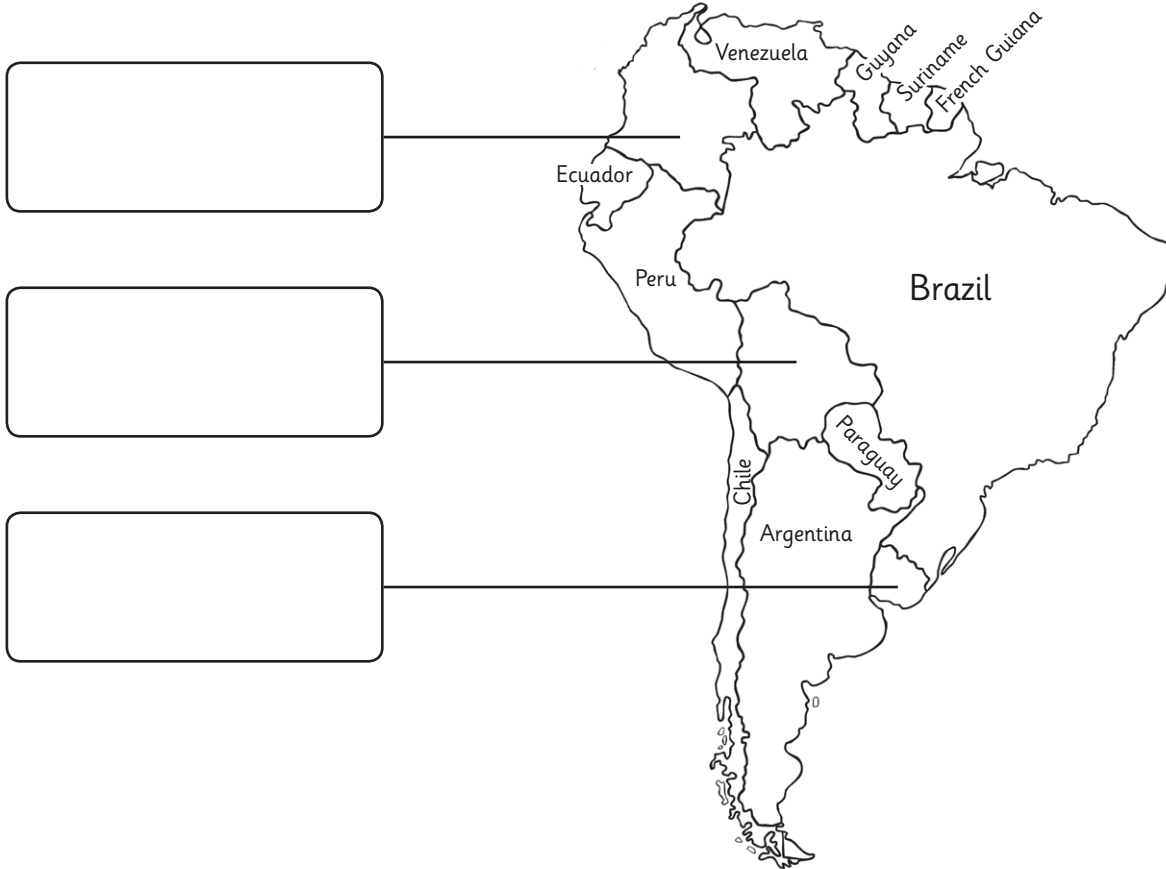 Venezuela
Guyana
Suriname
French Guiana
Ecuador
Peru
Brazil
Paraguay
Chile
Argentina